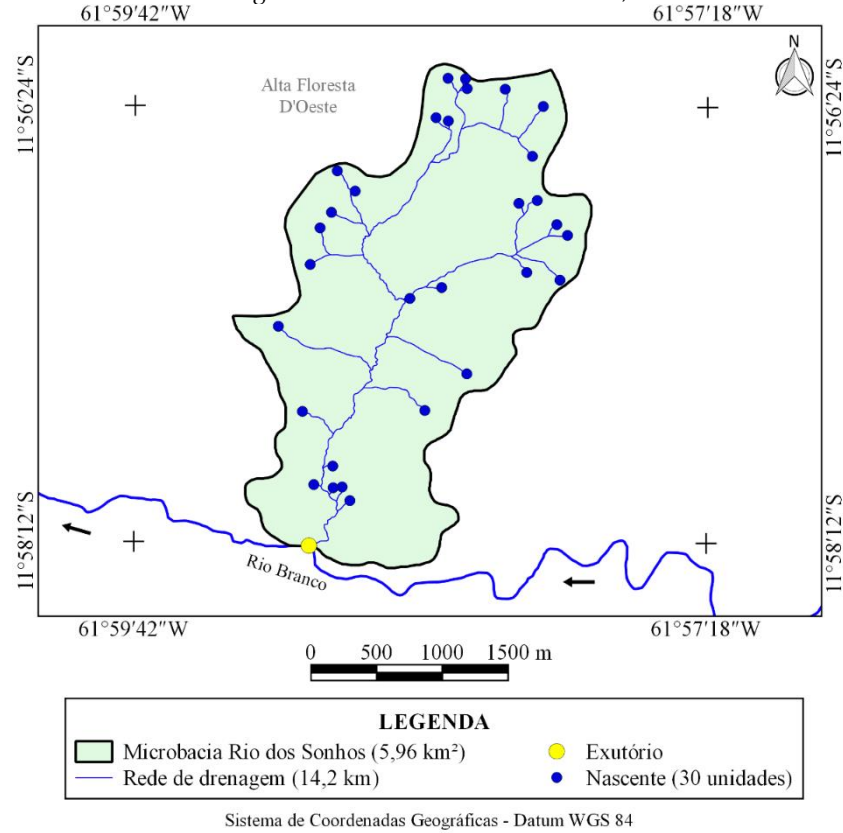 61°59'42"W 61°57'18"W
N
Alta Floresta
D'Oeste
11°56'24"S 11°56'24"S
11°58'12"S 11°58'12"S
Rio Branco
61°59'42"W 61°57'18"W
0 500 1000 1500 m
LEGENDA
Microbacia Rio dos Sonhos (5,96 km²) Exutório
Rede de drenagem (14,2 km) Nascente (30 unidades)
Sistema de Coordenadas Geográficas - Datum WGS 84